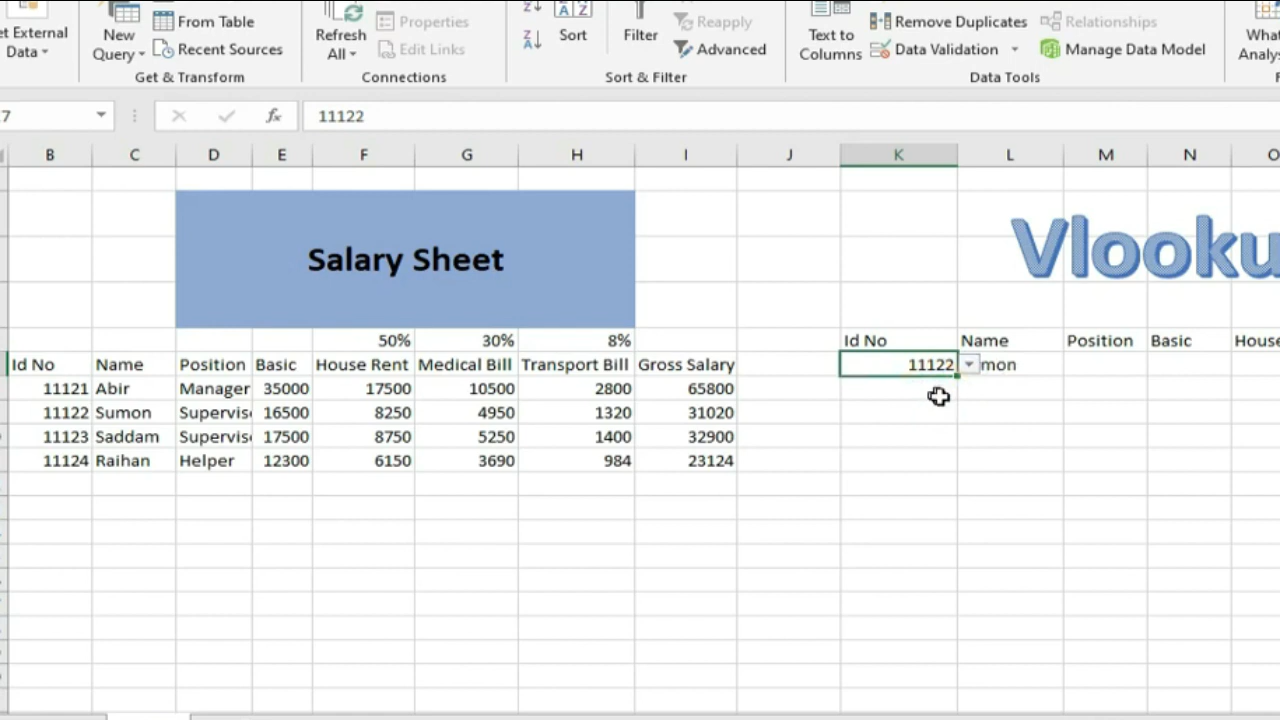 et External
Data
New
Query
From Table
Recent Sources
Get & Transform
Refresh
All
Properties
Edit Links
Connections
Sort
Filter
Reapply
Advanced
Sort & Filter
Text to
Columns
Remove Duplicates
Data Validation
Relationships
Manage Data Model
Data Tools
What
Analys
7 fx 11122
B C D E F G H I J K L M N O
Salary Sheet
Vlooku
50% 30% 8% Id No Name Position Basic House
Id No Name Position Basic House Rent Medical Bill Transport Bill Gross Salary 11122 mon
11121 Abir Manager 35000 17500 10500 2800 65800
11122 Sumon Supervis 16500 8250 4950 1320 31020
11123 Saddam Supervis 17500 8750 5250 1400 32900
11124 Raihan Helper 12300 6150 3690 984 23124